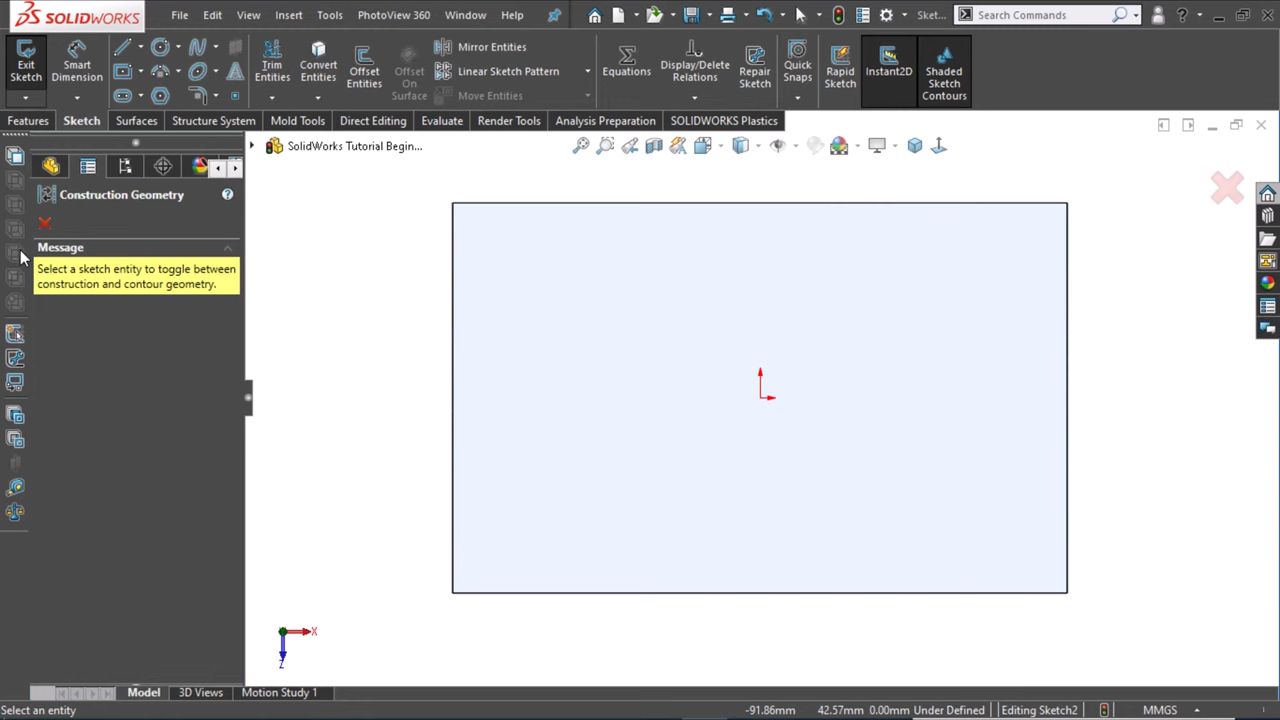 SOLIDWORKS File Edit View Insert Tools PhotoView 360 Window Help Sket... Search Commands ?
Exit Sketch
Smart Dimension
Trim Entities
Convert Entities
Offset Entities
Offset On Surface
Mirror Entities
Linear Sketch Pattern
Move Entities
Equations
Display/Delete Relations
Repair Sketch
Quick Snaps
Rapid Sketch
Instant2D
Shaded Sketch Contours
Features Sketch Surfaces Structure System Mold Tools Direct Editing Evaluate Render Tools Analysis Preparation SOLIDWORKS Plastics
SolidWorks Tutorial Begin...
Construction Geometry ?
Message
Select a sketch entity to toggle between
construction and contour geometry.
X
Z
Model 3D Views Motion Study 1
Select an entity -91.86mm 42.57mm 0.00mm Under Defined Editing Sketch2 MMGS